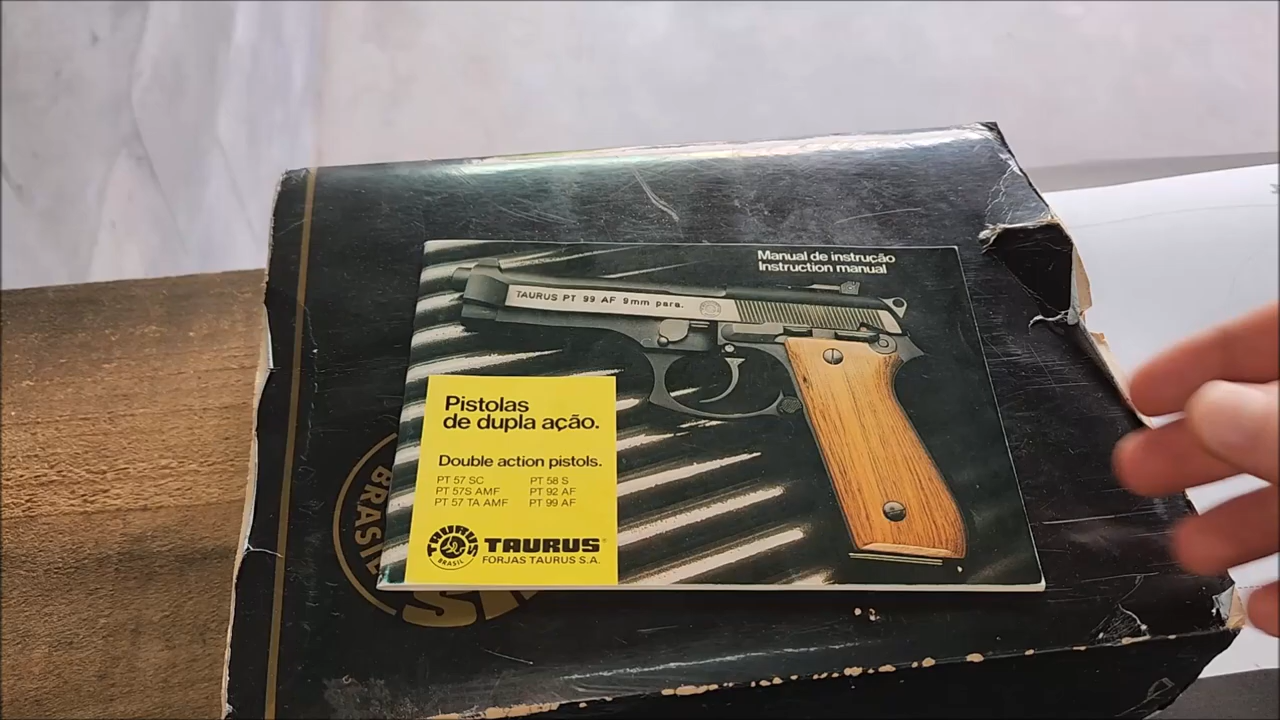 Manual de instrução
Instruction manual
TAURUS PT 99 AF 9mm para.
Pistolas
de dupla ação.
Double action pistols.
PT 57 SC PT 58 S
PT 57S AMF PT 92 AF
PT 57 TA AMF PT 99 AF
TAURUS
BRASIL
TAURUS
FORJAS TAURUS S.A.
BRASIL